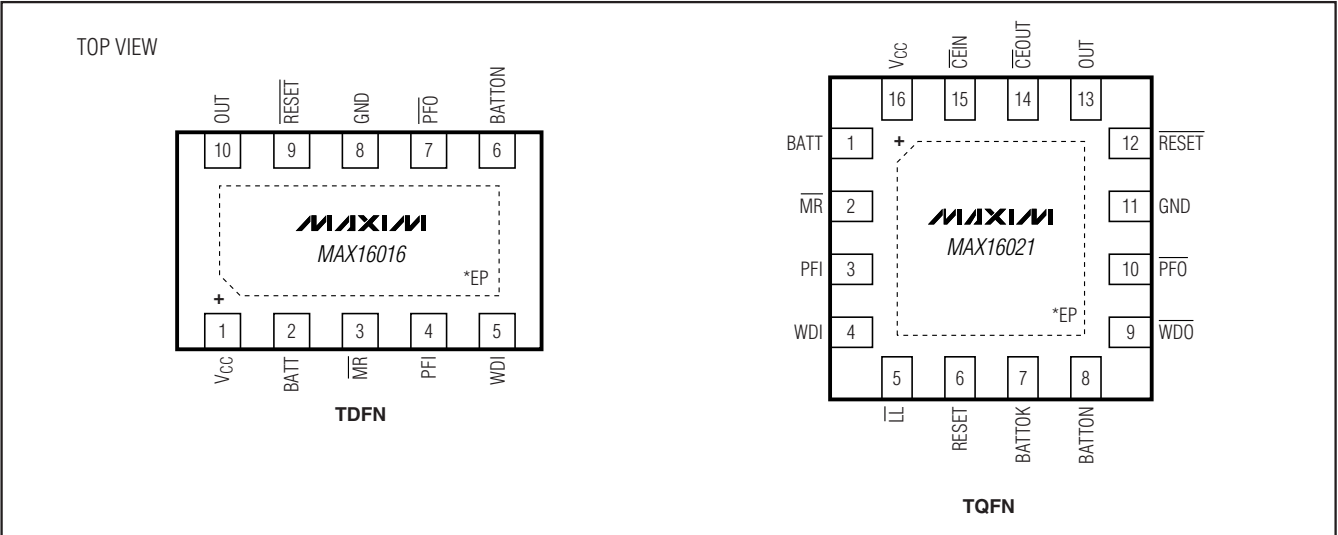 TOP VIEW
OUT
RESET
GND
PFO
BATTON
10
9
8
7
6
MAXIM
MAX16016
*EP
+
1
2
3
4
5
VCC
BATT
MR
PFI
WDI
TDFN
VCC
CEIN
CEOUT
OUT
16
15
14
13
BATT 1
+
12 RESET
MR 2
11 GND
MAXIM
MAX16021
PFI 3
10 PFO
*EP
WDI 4
9 WDO
5
6
7
8
LL
RESET
BATTOK
BATTON
TQFN